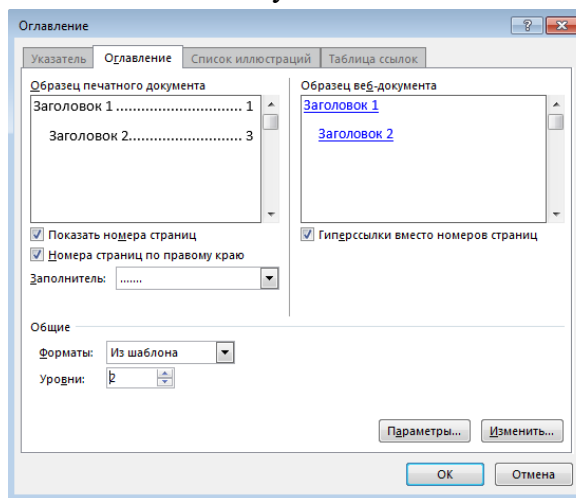 Оглавление
Указатель Оглавление Список иллюстраций Таблица ссылок
Образец печатного документа
Заголовок 1 .............................. 1
Заголовок 2......................... 3
Образец веб-документа
Заголовок 1
Заголовок 2
Показать номера страниц
Номера страниц по правому краю
Заполнитель: .......
Гиперссылки вместо номеров страниц
Общие
Форматы: Из шаблона
Уровни: 2
Параметры... Изменить...
ОК Отмена